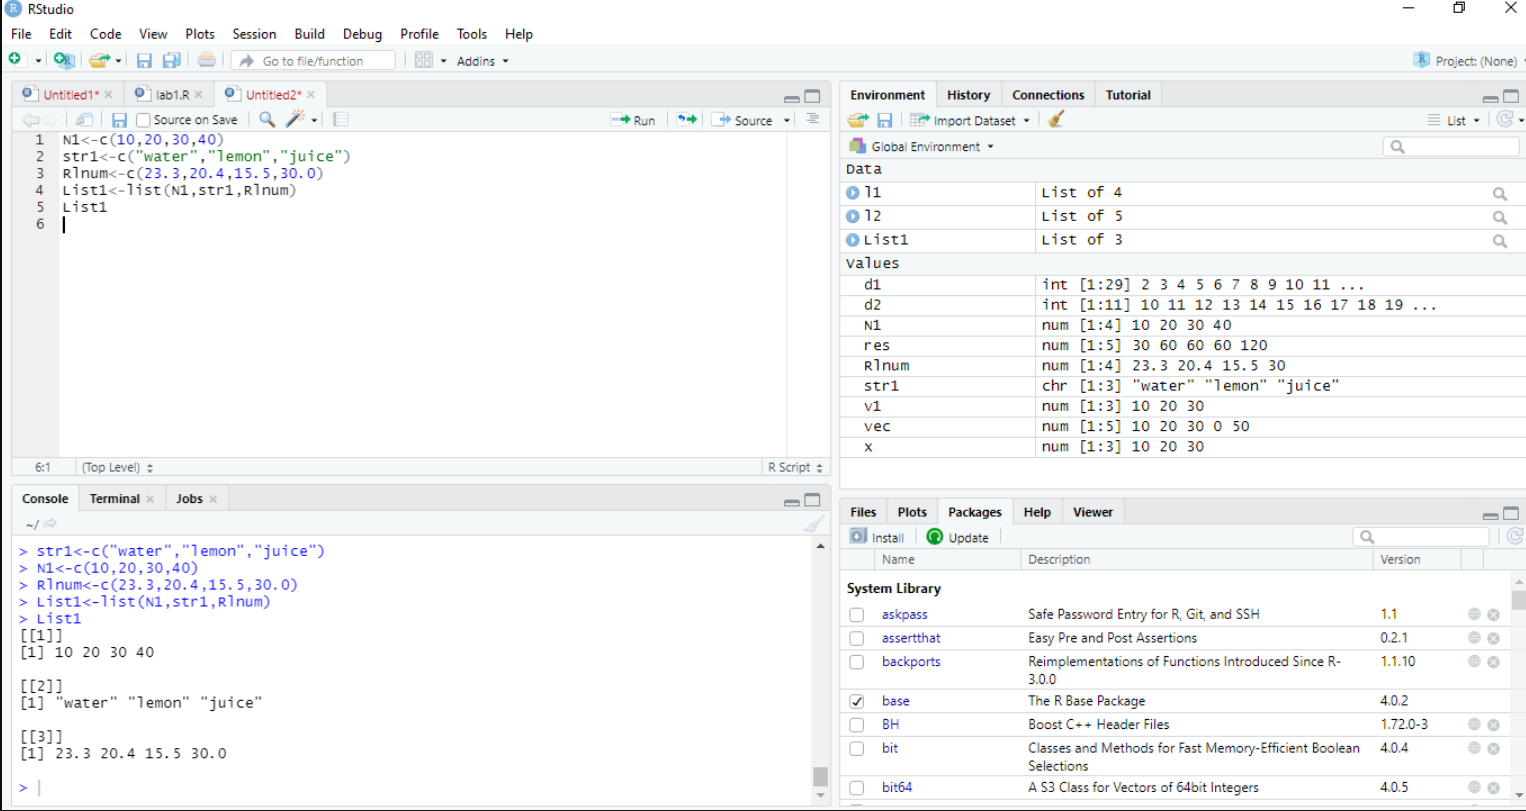 RStudio
File Edit Code View Plots Session Build Debug Profile Tools Help
Go to file/function Addins Project: (None)
Untitled1* lab1.R Untitled2*
Source on Save Run Source
1 N1<-c(10,20,30,40)
2 str1<-c("water","lemon","juice")
3 Rlnum<-c(23.3,20.4,15.5,30.0)
4 List1<-list(N1,str1,Rlnum)
5 List1
6
6:1 (Top Level) R Script
Console Terminal Jobs
~/
> str1<-c("water","lemon","juice")
> N1<-c(10,20,30,40)
> Rlnum<-c(23.3,20.4,15.5,30.0)
> List1<-list(N1,str1,Rlnum)
> List1
[[1]]
[1] 10 20 30 40
[[2]]
[1] "water" "lemon" "juice"
[[3]]
[1] 23.3 20.4 15.5 30.0
>
Environment History Connections Tutorial
Import Dataset List
Global Environment
Data
l1 List of 4
l2 List of 5
List1 List of 3
Values
d1 int [1:29] 2 3 4 5 6 7 8 9 10 11 ...
d2 int [1:11] 10 11 12 13 14 15 16 17 18 19 ...
N1 num [1:4] 10 20 30 40
res num [1:5] 30 60 60 60 120
Rlnum num [1:4] 23.3 20.4 15.5 30
str1 chr [1:3] "water" "lemon" "juice"
v1 num [1:3] 10 20 30
vec num [1:5] 10 20 30 0 50
x num [1:3] 10 20 30
Files Plots Packages Help Viewer
Install Update
Name Description Version
System Library
askpass Safe Password Entry for R, Git, and SSH 1.1
assertthat Easy Pre and Post Assertions 0.2.1
backports Reimplementations of Functions Introduced Since R- 1.1.10
3.0.0
base The R Base Package 4.0.2
BH Boost C++ Header Files 1.72.0-3
bit Classes and Methods for Fast Memory-Efficient Boolean 4.0.4
Selections
bit64 A S3 Class for Vectors of 64bit Integers 4.0.5